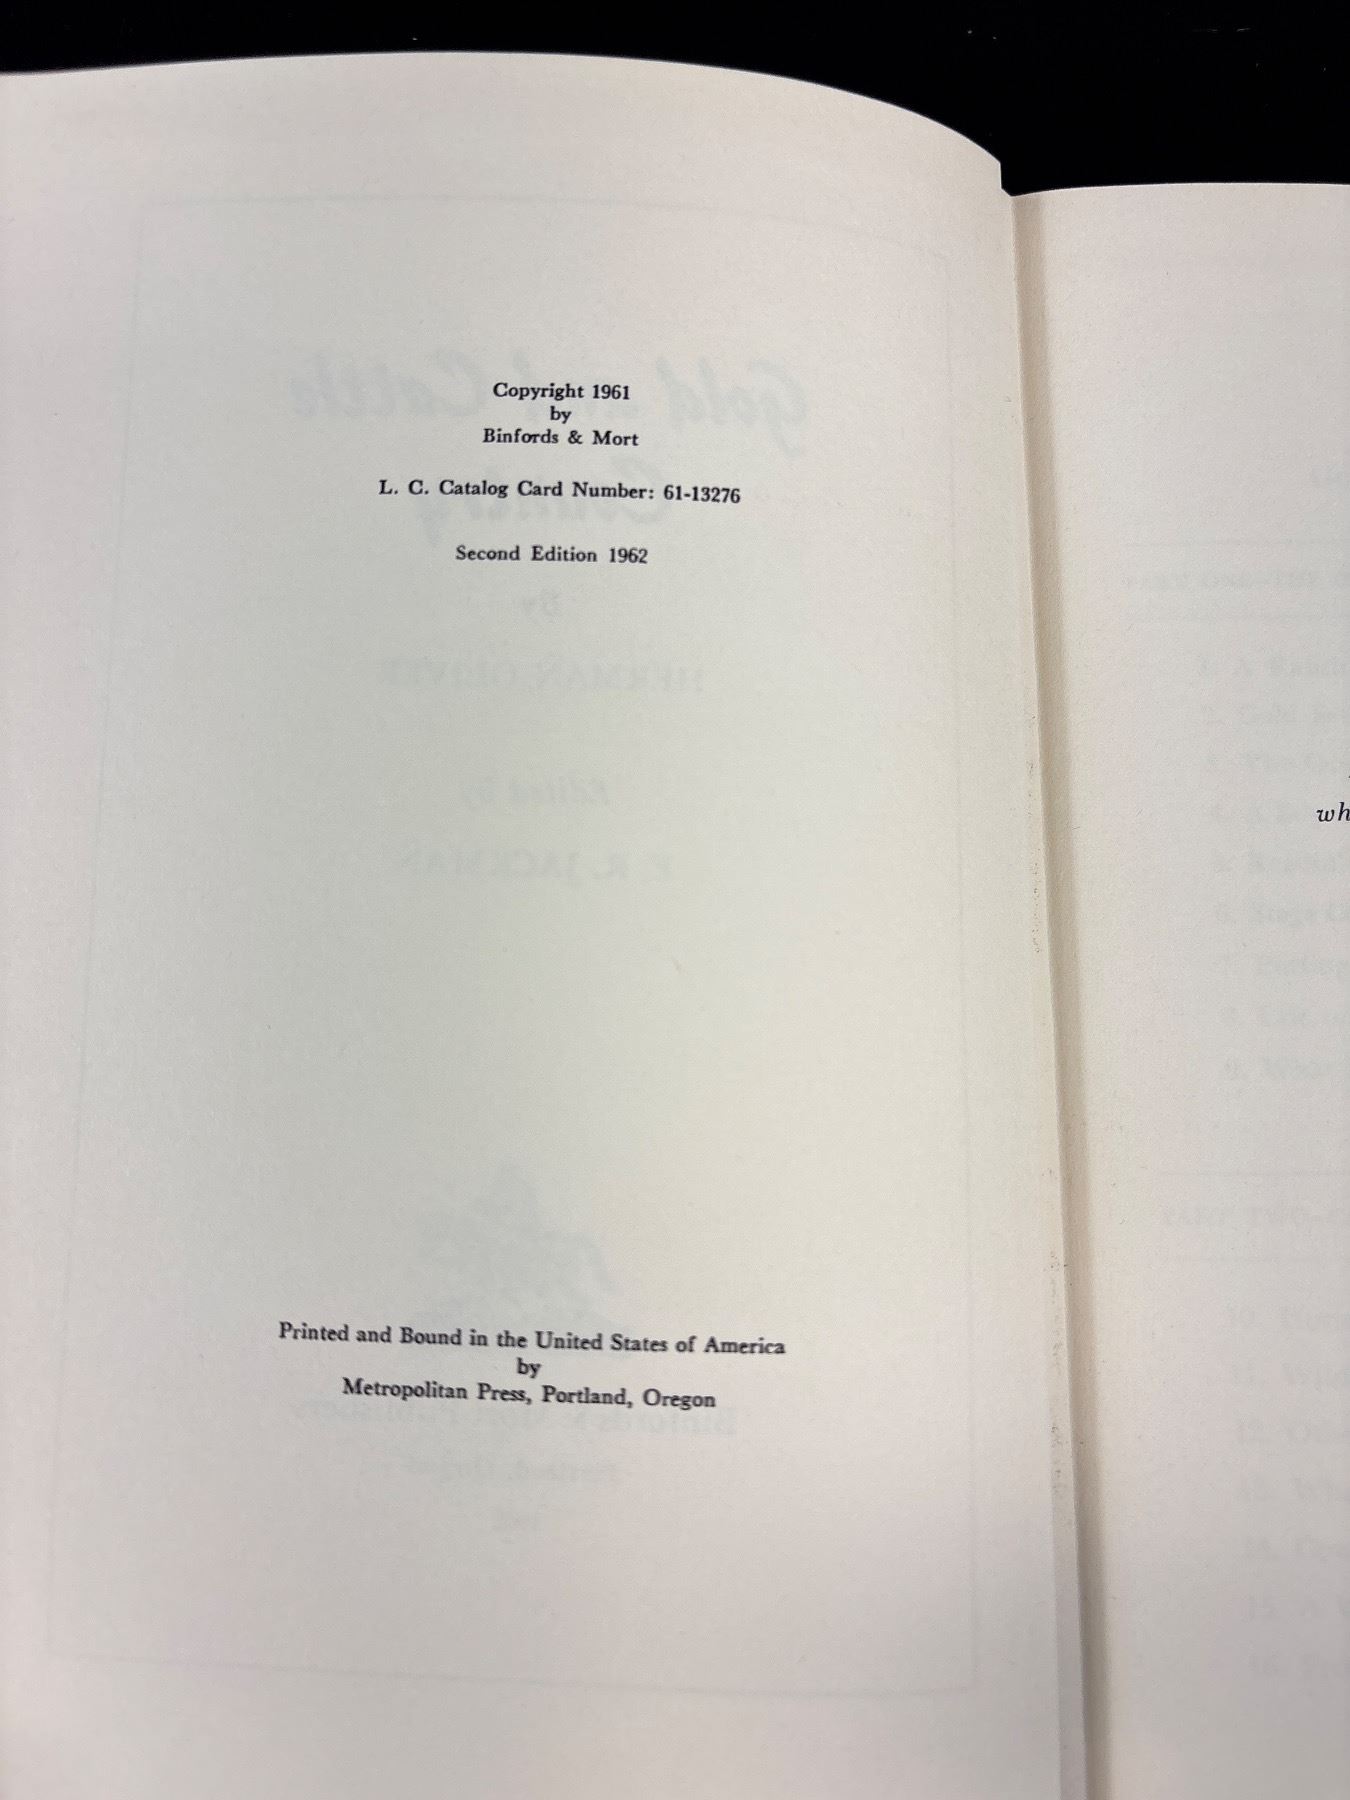 Copyright 1961
by
Binfords & Mort
L. C. Catalog Card Number: 61-13276
Second Edition 1962
Printed and Bound in the United States of America
by
Metropolitan Press, Portland, Oregon
wh